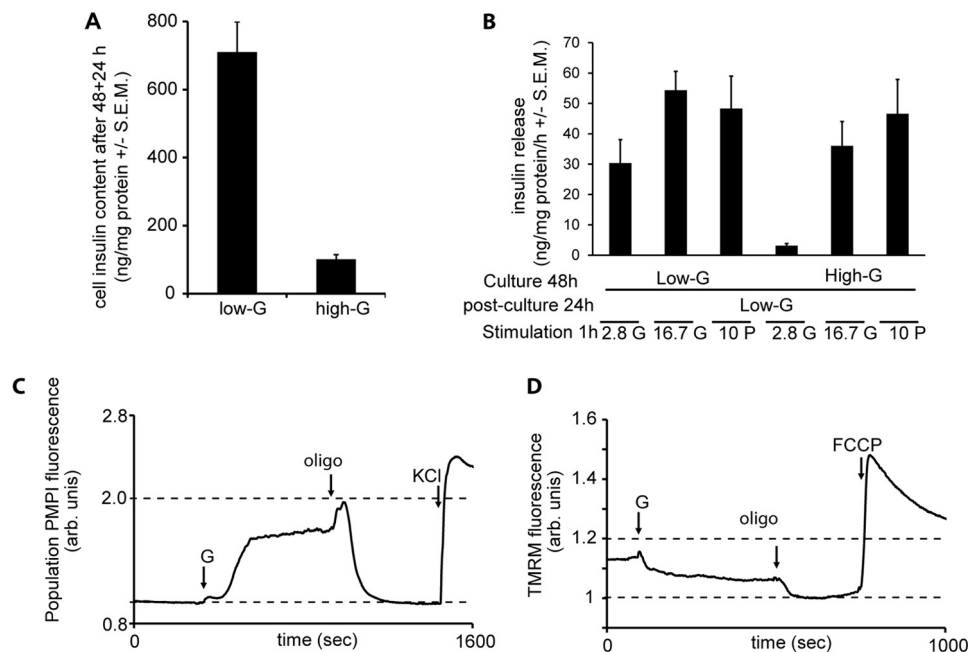 A
cell insulin content after 48+24 h
(ng/mg protein +/- S.E.M.)
800
600
400
200
0
low-G high-G
B
insulin release
(ng/mg protein/h +/- S.E.M.)
70
60
50
40
30
20
10
0
Culture 48h Low-G High-G
post-culture 24h Low-G
Stimulation 1h 2.8 G 16.7 G 10 P 2.8 G 16.7 G 10 P
C
Population PMPI fluorescence
(arb. unis)
2.8
2.0
0.8
G
oligo
KCl
0 time (sec) 1600
D
TMRM fluorescence
(arb. unis)
1.6
1.4
1.2
1
0
G
oligo
FCCP
0 time (sec) 1000